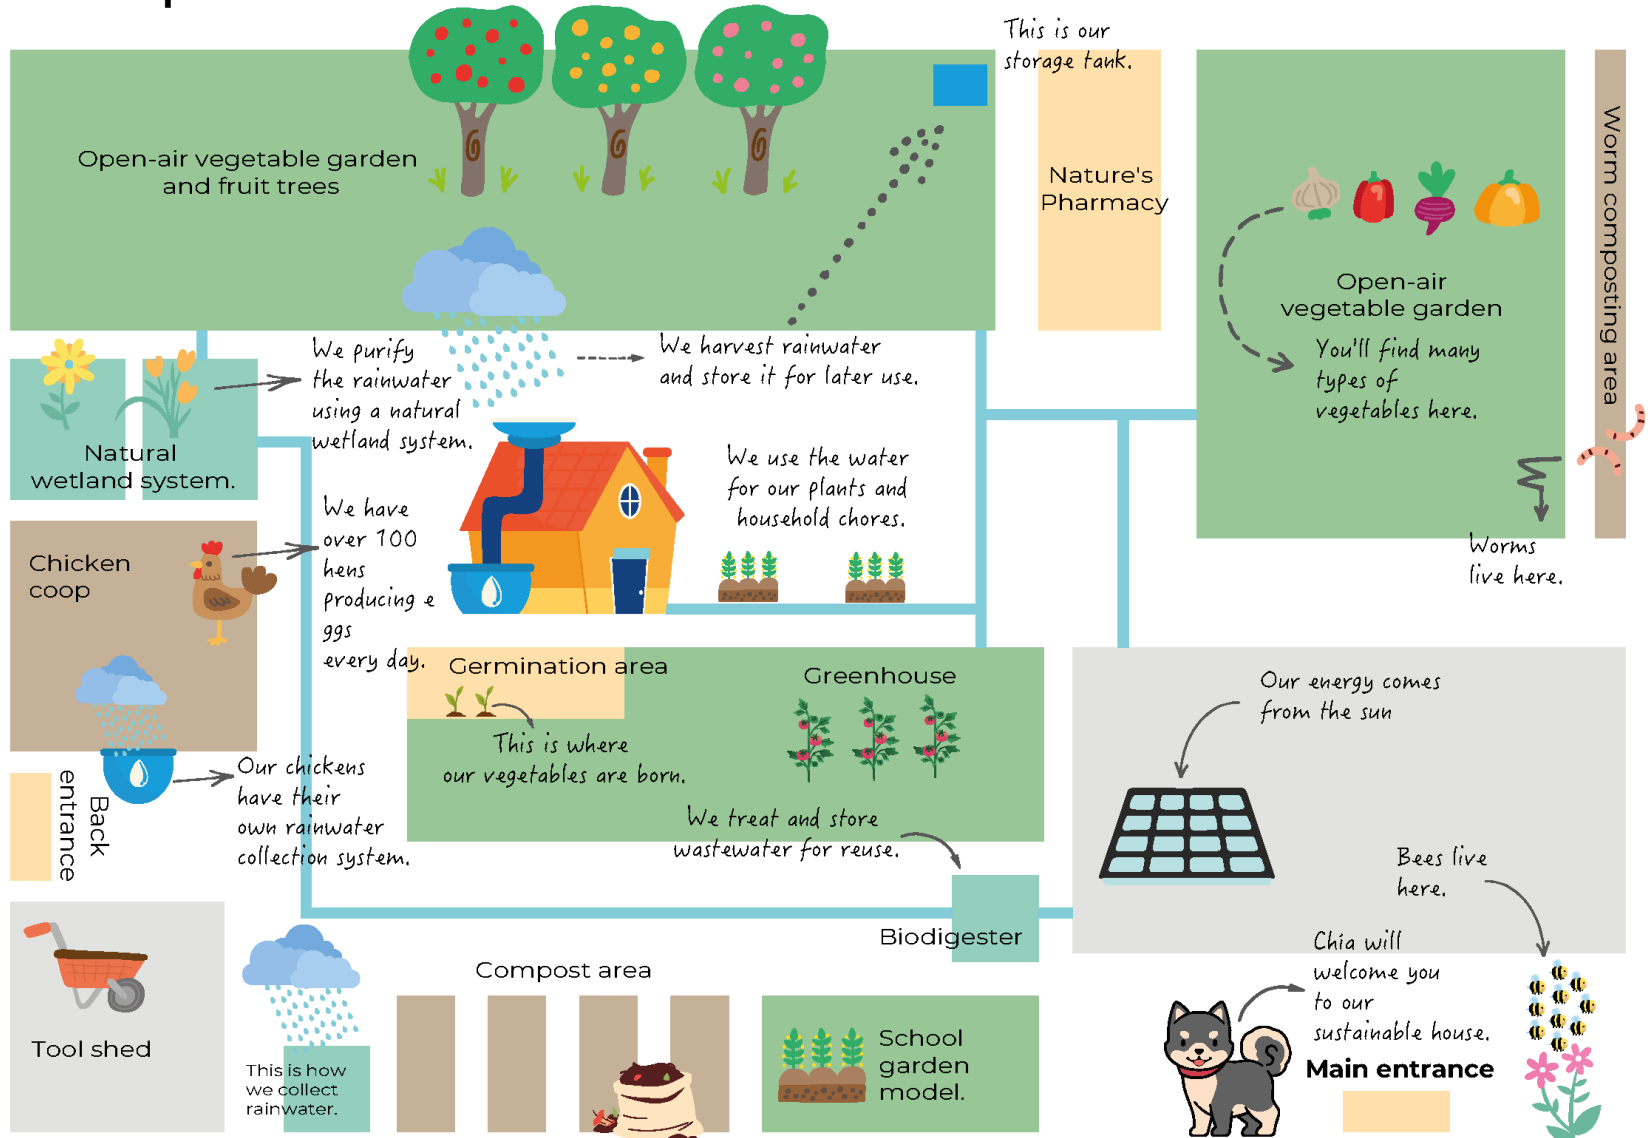 This is our
storage tank.
Open-air vegetable garden
and fruit trees
Nature's
Pharmacy
Open-air
vegetable garden
You'll find many
types of
vegetables here.
Worm composting area
Worms
live here.
We purify
the rainwater
using a natural
wetland system.
We harvest rainwater
and store it for later use.
Natural
wetland system.
We use the water
for our plants and
household chores.
Chicken
coop
We have
over 100
hens
producing e
ggs
every day.
Germination area
This is where
our vegetables are born.
Greenhouse
We treat and store
wastewater for reuse.
Our energy comes
from the sun
Our chickens
have their
own rainwater
collection system.
Back
entrance
Bees live
here.
Biodigester
Chia will
welcome you
to our
sustainable house.
Main entrance
Tool shed
This is how
we collect
rainwater.
Compost area
School
garden
model.